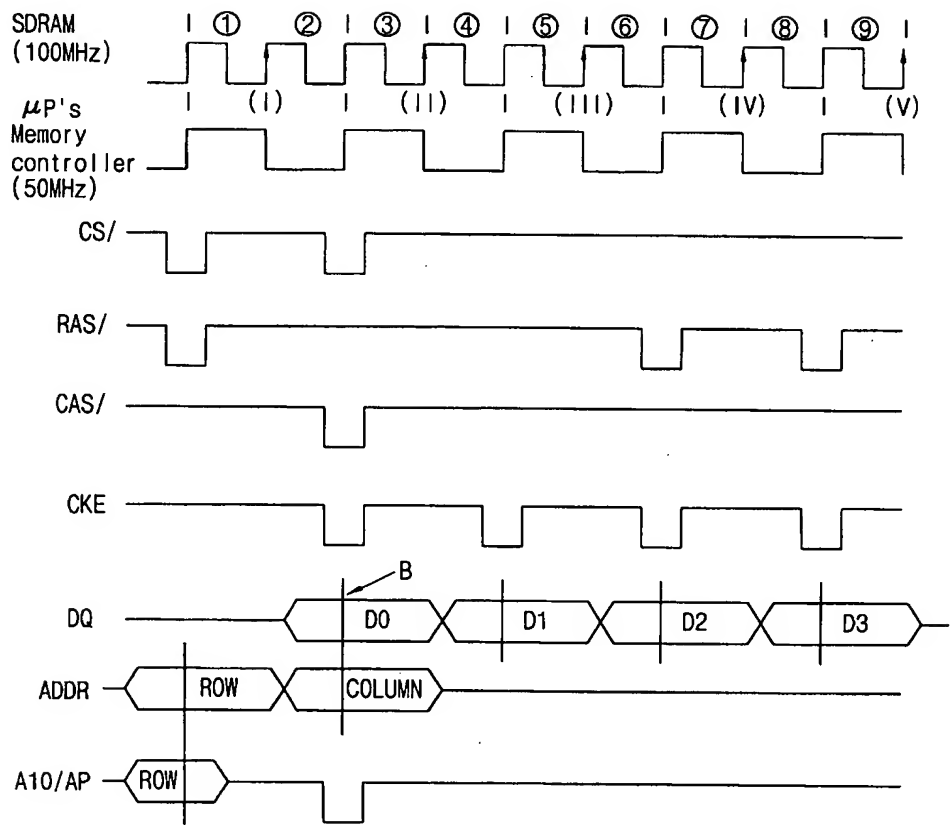 SDRAM
(100MHz)
① ② ③ ④ ⑤ ⑥ ⑦ ⑧ ⑨
μP's
Memory
controller
(50MHz)
(I) (II) (III) (IV) (V)
CS/
RAS/
CAS/
CKE
B
DQ D0 D1 D2 D3
ADDR ROW COLUMN
A10/AP ROW